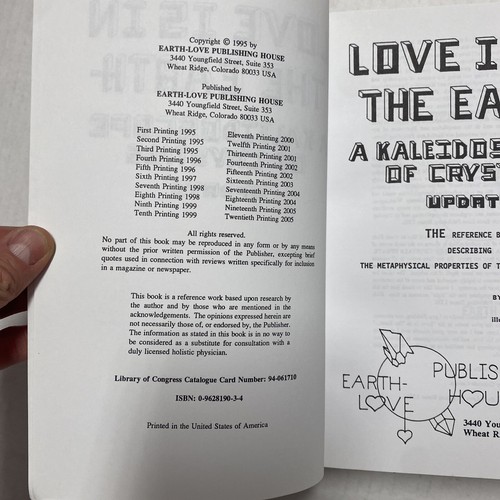 Copyright © 1995 by
EARTH-LOVE PUBLISHING HOUSE
3440 Youngfield Street, Suite 353
Wheat Ridge, Colorado 80033 USA
Published by
EARTH-LOVE PUBLISHING HOUSE
3440 Youngfield Street, Suite 353
Wheat Ridge, Colorado 80033 USA
First Printing 1995
Second Printing 1995
Third Printing 1995
Fourth Printing 1996
Fifth Printing 1996
Sixth Printing 1997
Seventh Printing 1998
Eighth Printing 1998
Ninth Printing 1999
Tenth Printing 1999
Eleventh Printing 2000
Twelfth Printing 2001
Thirteenth Printing 2001
Fourteenth Printing 2002
Fifteenth Printing 2002
Sixteenth Printing 2003
Seventeenth Printing 2004
Eighteenth Printing 2004
Nineteenth Printing 2005
Twentieth Printing 2005
All rights reserved.
No part of this book may be reproduced in any form or by any means
without the prior written permission of the Publisher, excepting brief
quotes used in connection with reviews written specifically for inclusion
in a magazine or newspaper.
This book is a reference work based upon research by
the author and by those who are mentioned in the
acknowledgements. The opinions expressed herein are
not necessarily those of, or endorsed by, the Publisher.
The information as stated in this book is in no way to
be considered as a substitute for consultation with a
duly licensed holistic physician.
Library of Congress Catalogue Card Number: 94-061710
ISBN: 0-9628190-3-4
Printed in the United States of America
LOVE I
THE EA
A KALEIDOS
OF CRYS
UPDAT
THE REFERENCE B
DESCRIBING
THE METAPHYSICAL PROPERTIES OF T
BY
ille
EARTH-
LOVE
PUBLIS
HOU
3440 You
Wheat R